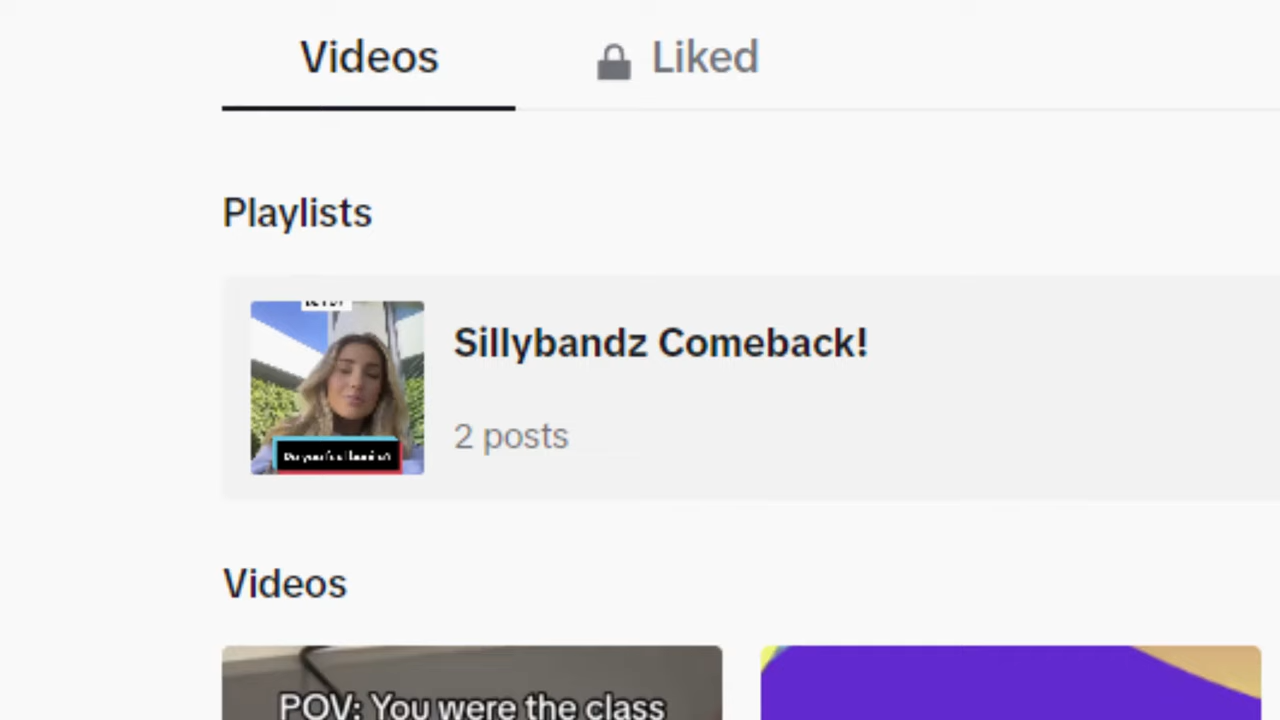 Videos
Liked
Playlists
Sillybandz Comeback!
2 posts
Videos
POV: You were the class